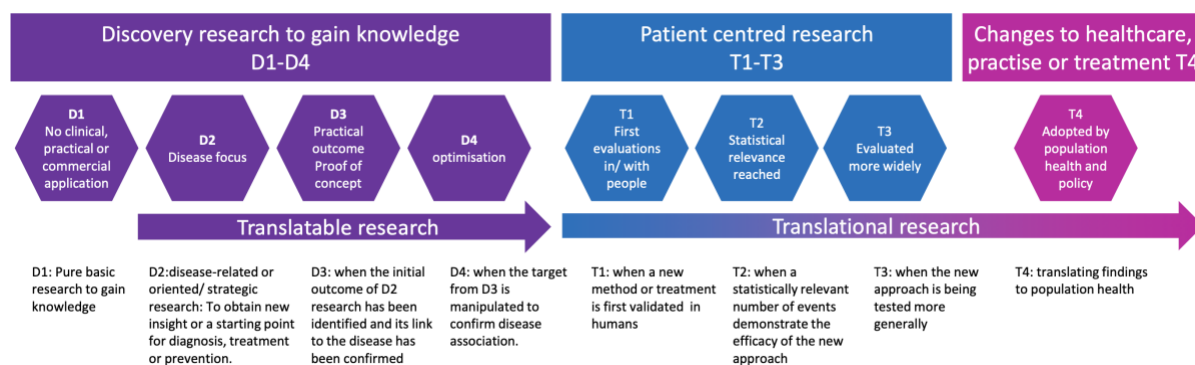 Discovery research to gain knowledge
D1-D4
Patient centred research
T1-T3
Changes to healthcare,
practise or treatment T4
D1
No clinical,
practical or
commercial
application
D2
Disease focus
D3
Practical
outcome
Proof of
concept
D4
optimisation
T1
First
evaluations
in/ with
people
T2
Statistical
relevance
reached
T3
Evaluated
more widely
T4
Adopted by
population
health and
policy
Translatable research
Translational research
D1: Pure basic
research to gain
knowledge
D2:disease-related or
oriented/ strategic
research: To obtain new
insight or a starting point
for diagnosis, treatment
or prevention.
D3: when the initial
outcome of D2
research has been
identified and its link
to the disease has
been confirmed
D4: when the target
from D3 is
manipulated to
confirm disease
association.
T1: when a new
method or treatment
is first validated in
humans
T2: when a
statistically relevant
number of events
demonstrate the
efficacy of the new
approach
T3: when the new
approach is being
tested more
generally
T4: translating findings
to population health